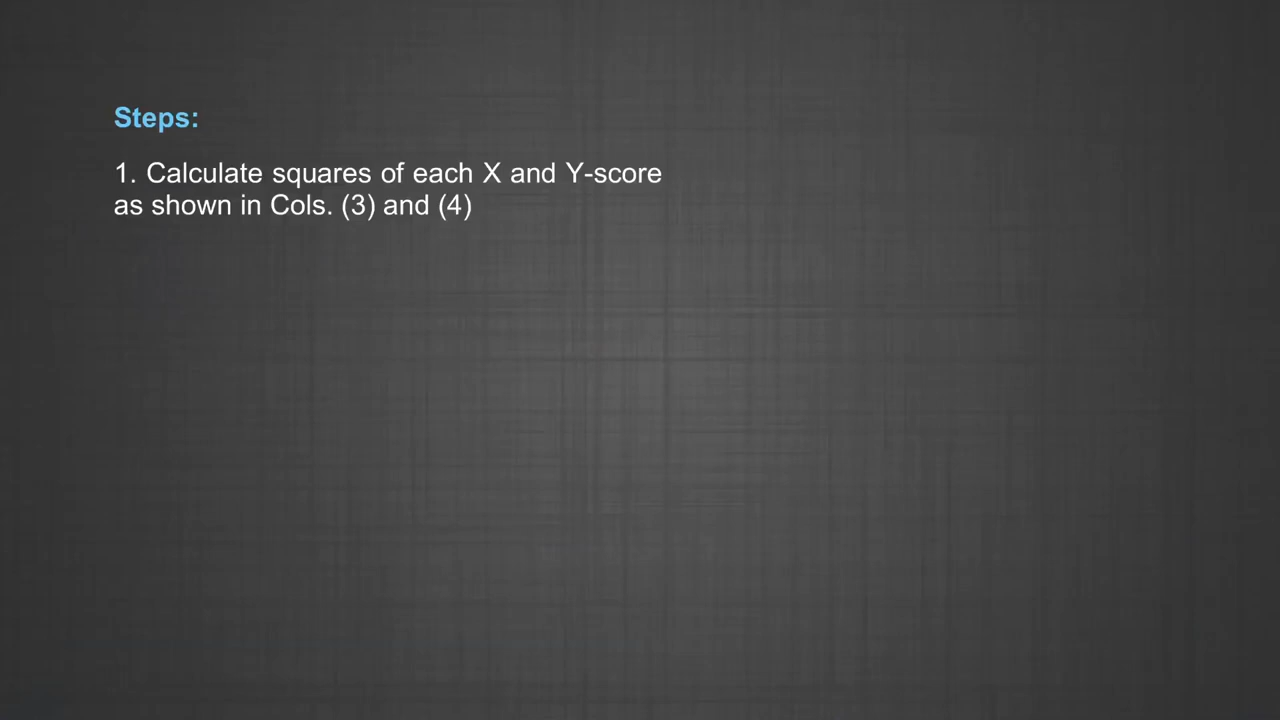 Steps:
1. Calculate squares of each X and Y-score
as shown in Cols. (3) and (4)